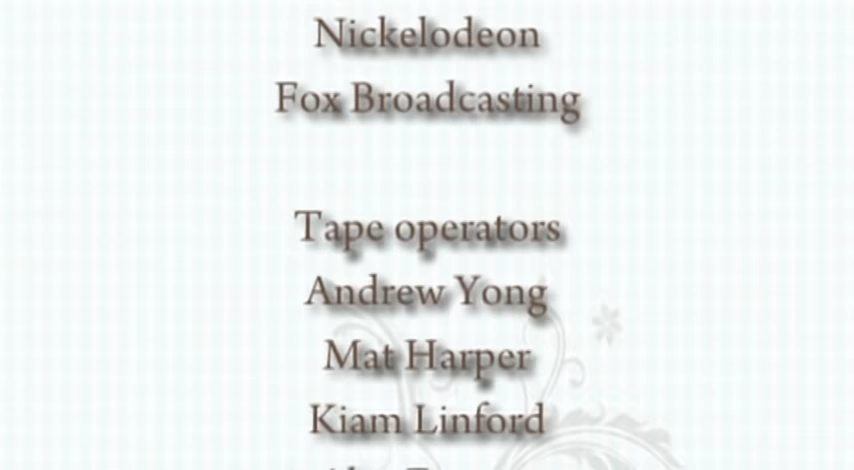 Nickelodeon
Fox Broadcasting
Tape operators
Andrew Yong
Mat Harper
Kiam Linford